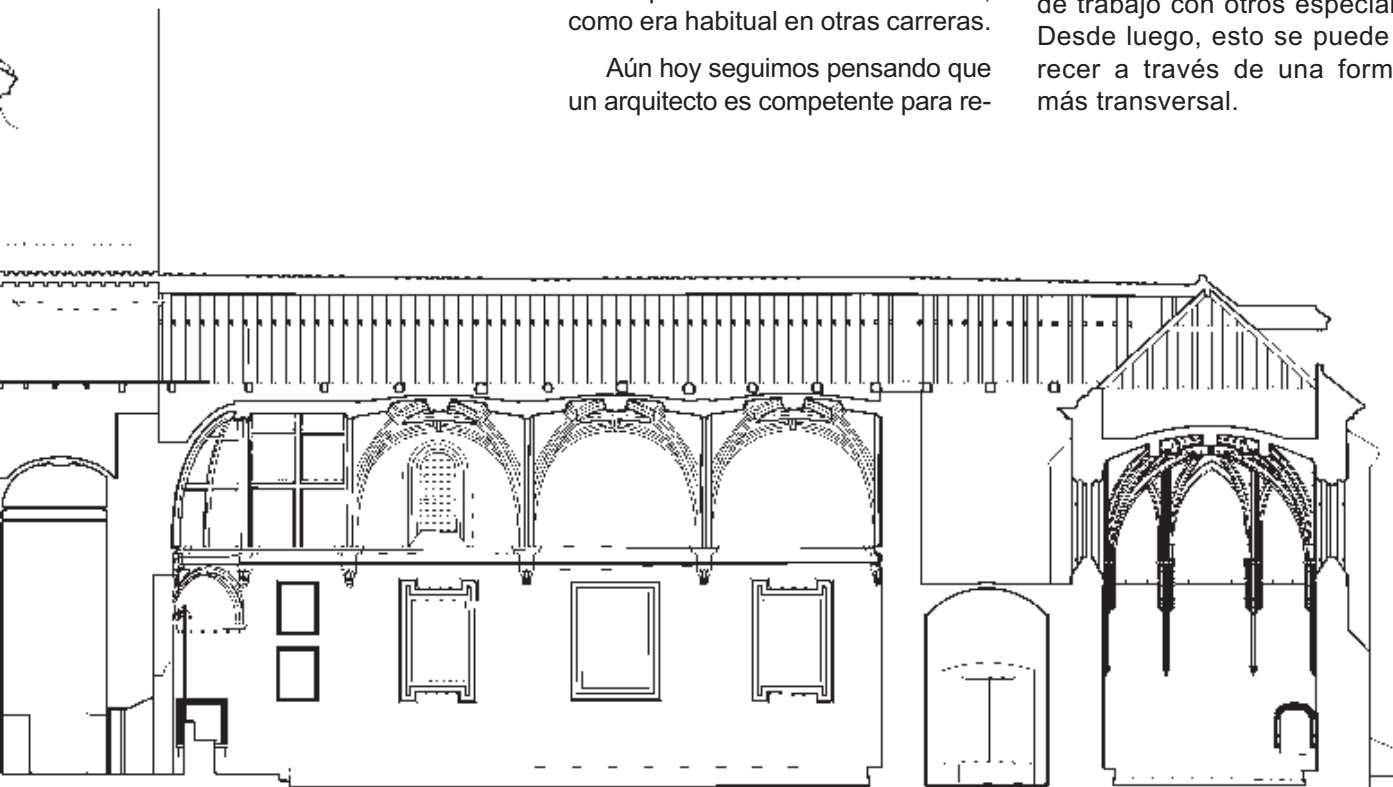 como era habitual en otras carreras.
Aún hoy seguimos pensando que
un arquitecto es competente para re-
de trabajo con otros especial
Desde luego, esto se puede
recer a través de una form
más transversal.